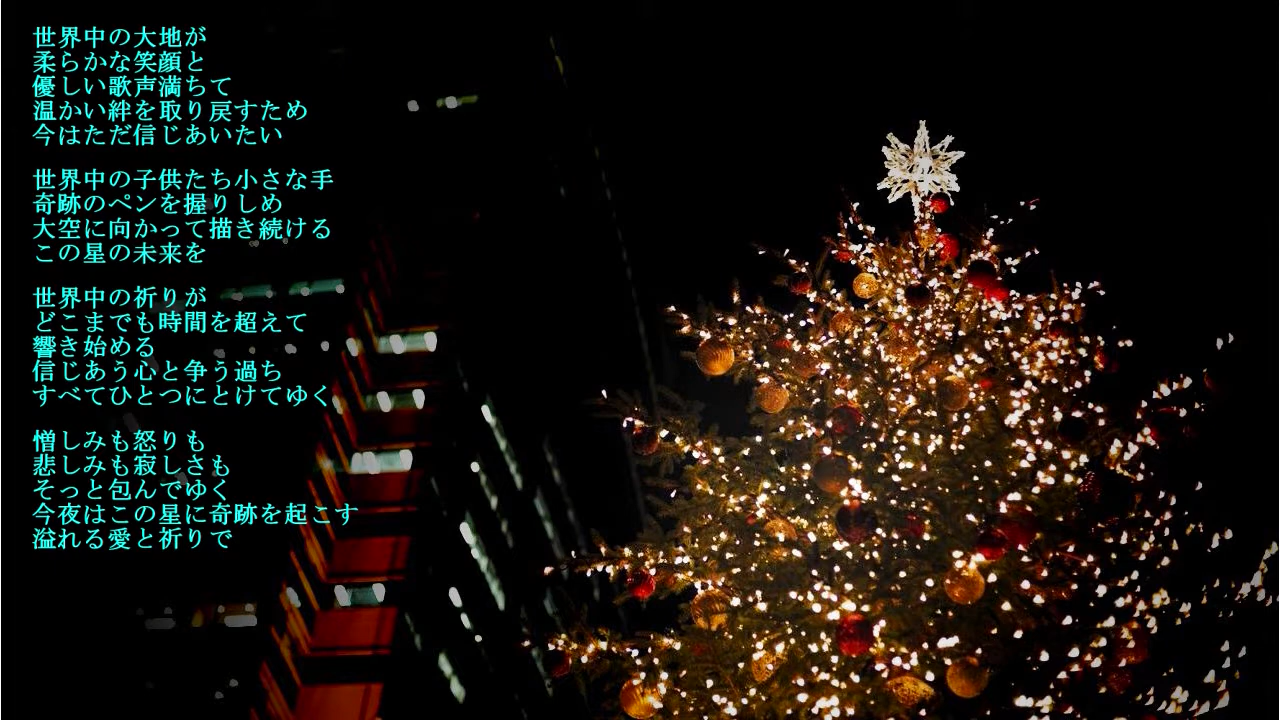 世界中の大地が
柔らかな笑顔と
優しい歌声満ちて
温かい絆を取り戻すため
今はただ信じあいたい
世界中の子供たち小さな手
奇跡のペンを握りしめ
大空に向かって描き続ける
この星の未来を
世界中の祈りが
どこまでも時間を超えて
響き始める
信じあう心と争う過ち
すべてひとつにとけてゆく
憎しみも怒りも
悲しみも寂しさも
そっと包んでゆく
今夜はこの星に奇跡を起こす
溢れる愛と祈りで